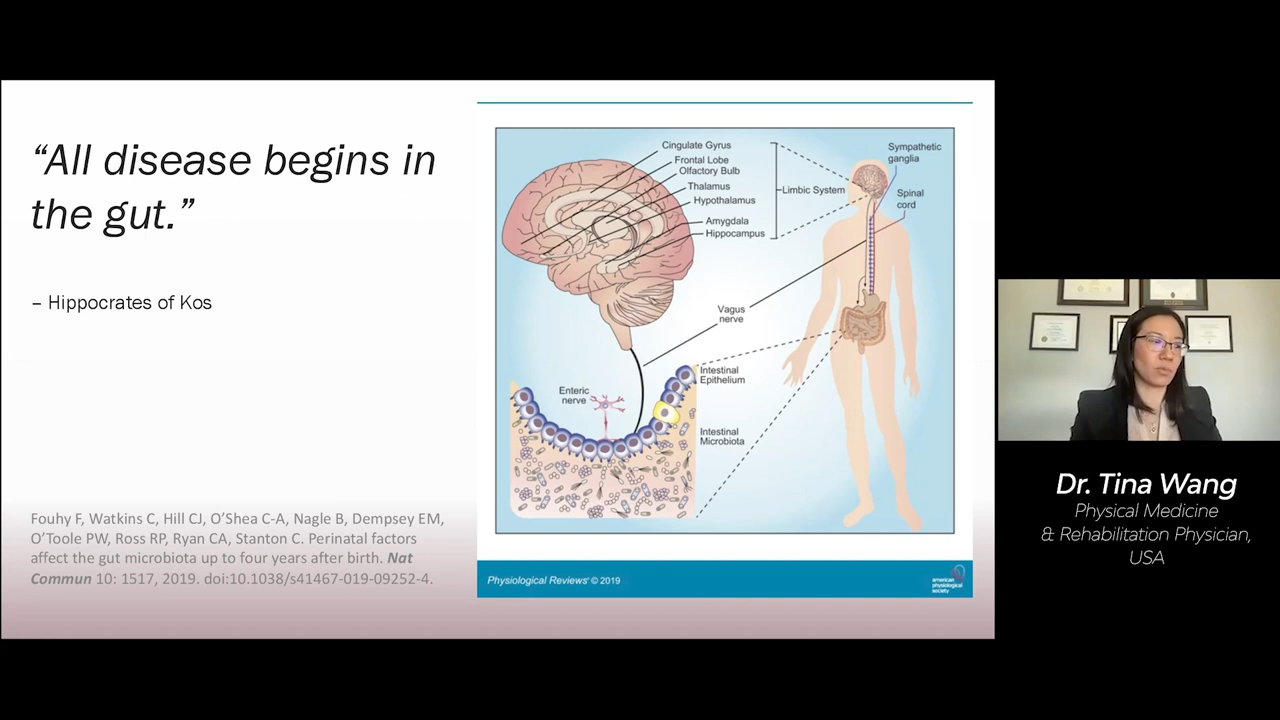 “All disease begins in
the gut.”
– Hippocrates of Kos
Fouhy F, Watkins C, Hill CJ, O’Shea C-A, Nagle B, Dempsey EM,
O’Toole PW, Ross RP, Ryan CA, Stanton C. Perinatal factors
affect the gut microbiota up to four years after birth. Nat
Commun 10: 1517, 2019. doi:10.1038/s41467-019-09252-4.
Cingulate Gyrus
Frontal Lobe
Olfactory Bulb
Thalamus
Hypothalamus
Amygdala
Hippocampus
Limbic System
Sympathetic
ganglia
Spinal
cord
Vagus
nerve
Enteric
nerve
Intestinal
Epithelium
Intestinal
Microbiota
Physiological Reviews © 2019
american
physiological
society
Dr. Tina Wang
Physical Medicine
& Rehabilitation Physician,
USA